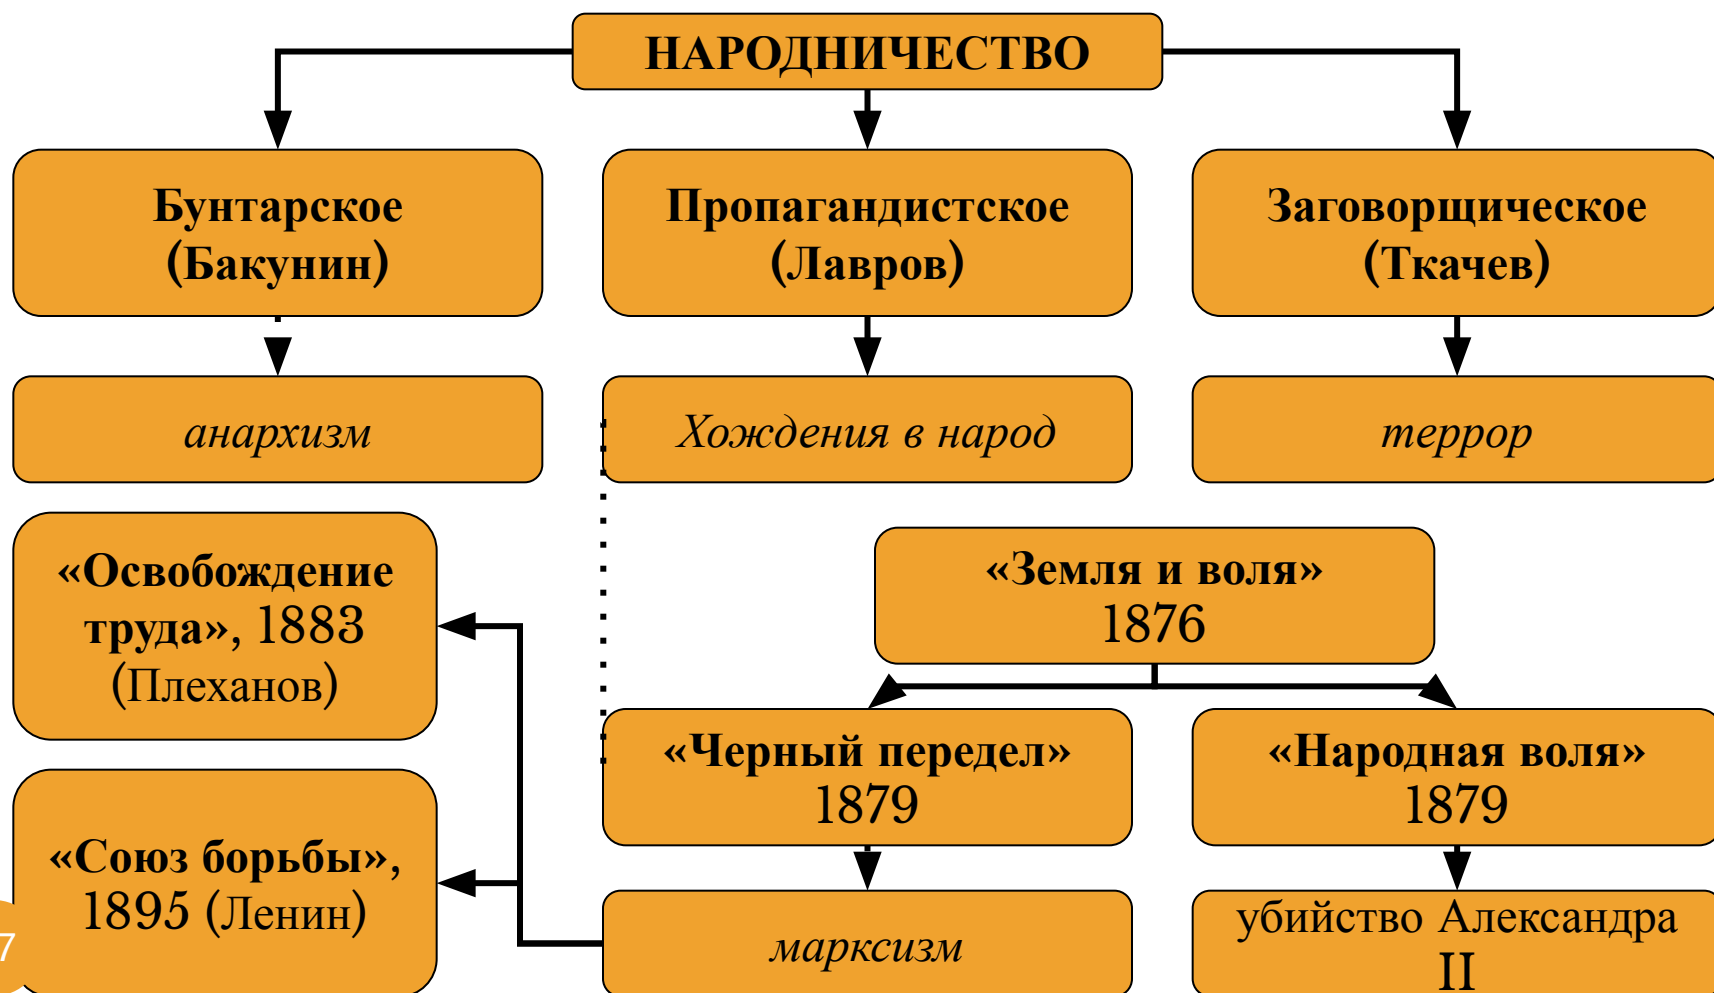 НАРОДНИЧЕСТВО
Бунтарское
(Бакунин)
Пропагандистское
(Лавров)
Заговорщическое
(Ткачев)
анархизм
Хождения в народ
террор
«Освобождение
труда», 1883
(Плеханов)
«Земля и воля»
1876
«Черный передел»
1879
«Народная воля»
1879
«Союз борьбы»,
1895 (Ленин)
марксизм
убийство Александра
II
7